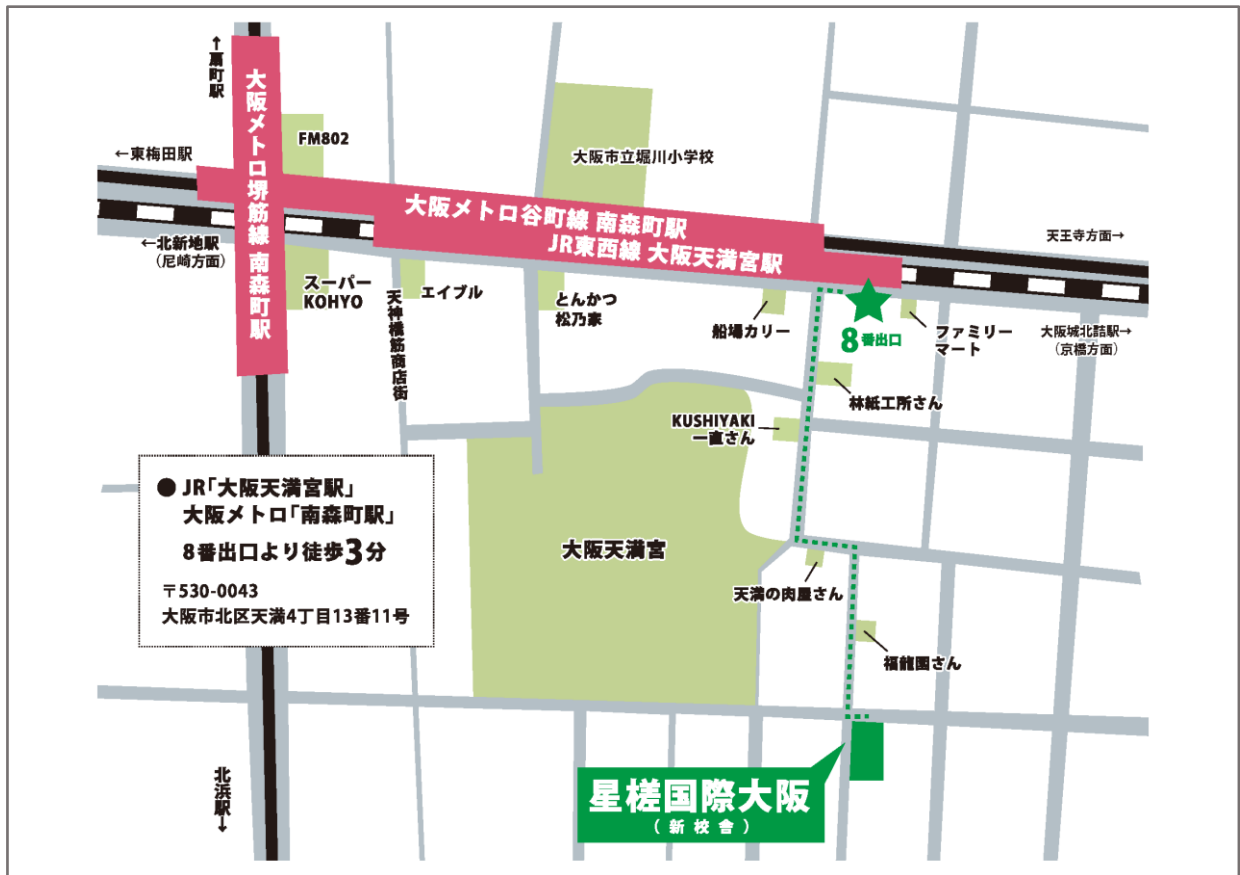 ↑扇町駅
大阪メトロ堺筋線 南森町駅
FM802
←東梅田駅
大阪市立堀川小学校
大阪メトロ谷町線 南森町駅
JR東西線 大阪天満宮駅
天王寺方面→
←北新地駅
(尼崎方面)
スーパー
KOHYO
エイブル
天神橋筋商店街
とんかつ
松乃家
船場カリー
8番出口
ファミリー
マート
大阪城北詰駅→
(京橋方面)
林紙工所さん
KUSHIYAKI
一直さん
● JR「大阪天満宮駅」
大阪メトロ「南森町駅」
8番出口より徒歩3分
〒530-0043
大阪市北区天満4丁目13番11号
大阪天満宮
天満の肉屋さん
福龍園さん
北浜駅→
星槎国際大阪
(新校舎)